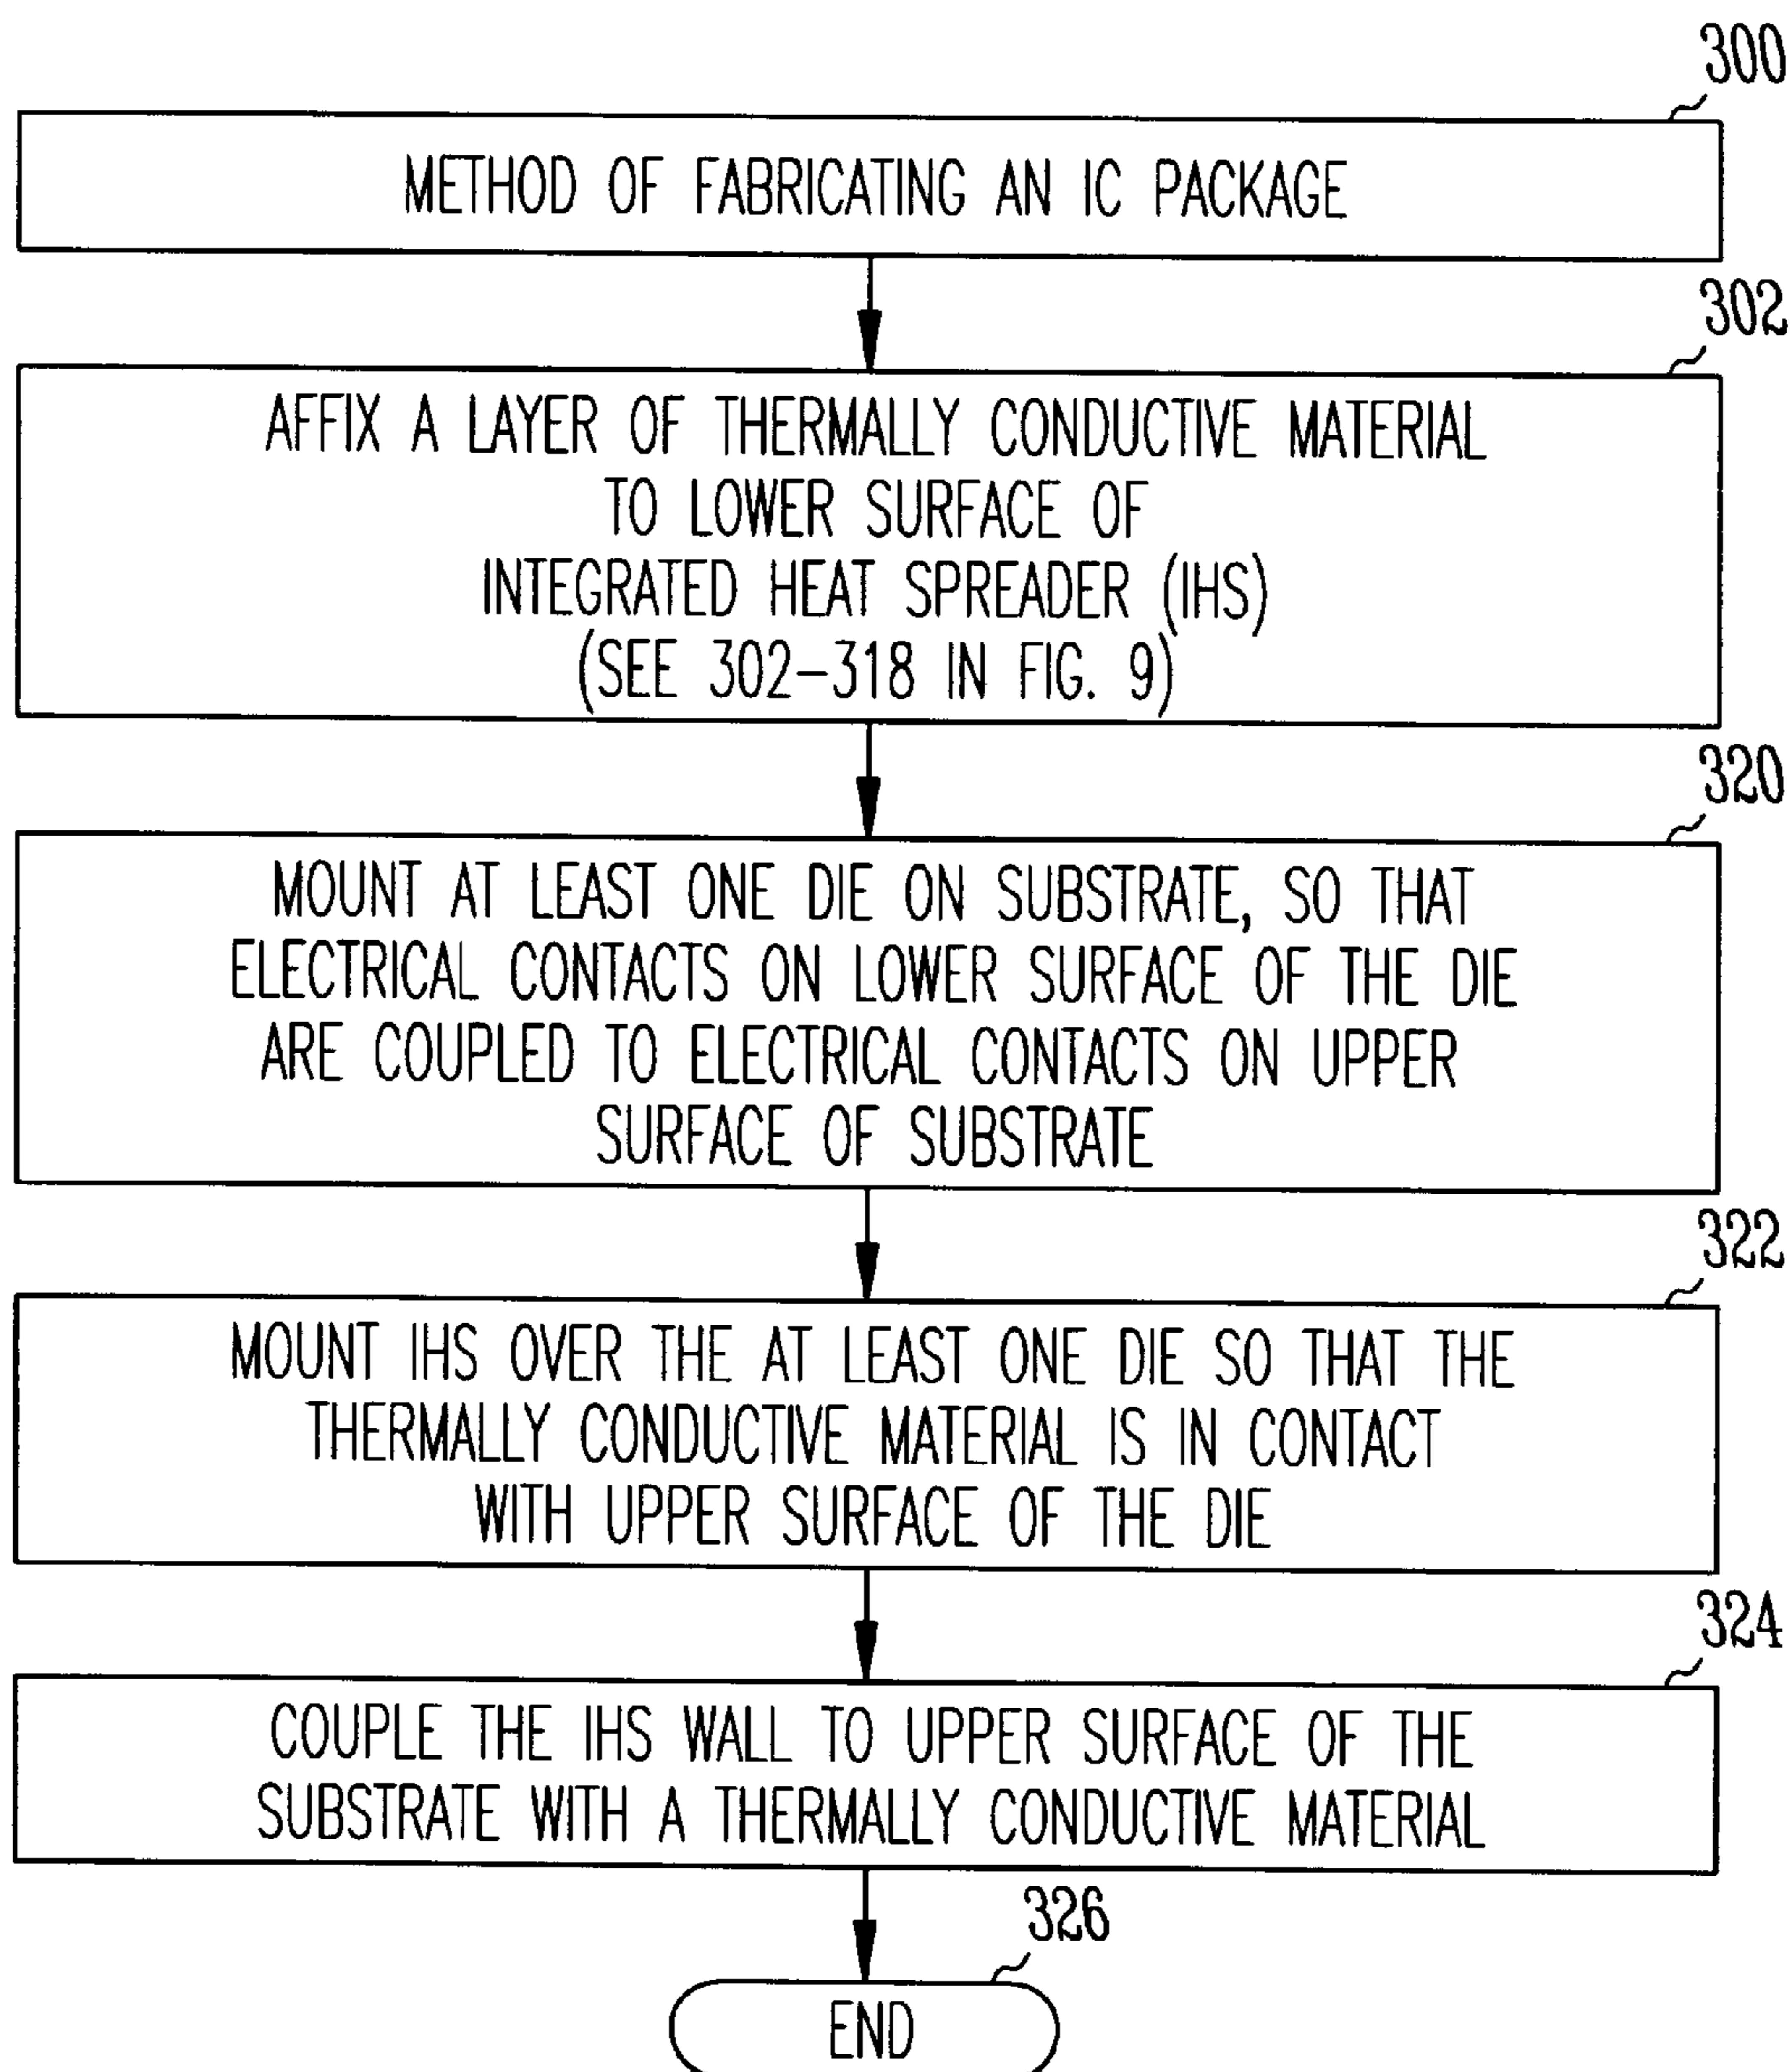 300
METHOD OF FABRICATING AN IC PACKAGE
302
AFFIX A LAYER OF THERMALLY CONDUCTIVE MATERIAL
TO LOWER SURFACE OF
INTEGRATED HEAT SPREADER (IHS)
(SEE 302-318 IN FIG. 9)
320
MOUNT AT LEAST ONE DIE ON SUBSTRATE, SO THAT
ELECTRICAL CONTACTS ON LOWER SURFACE OF THE DIE
ARE COUPLED TO ELECTRICAL CONTACTS ON UPPER
SURFACE OF SUBSTRATE
322
MOUNT IHS OVER THE AT LEAST ONE DIE SO THAT THE
THERMALLY CONDUCTIVE MATERIAL IS IN CONTACT
WITH UPPER SURFACE OF THE DIE
324
COUPLE THE IHS WALL TO UPPER SURFACE OF THE
SUBSTRATE WITH A THERMALLY CONDUCTIVE MATERIAL
326
END